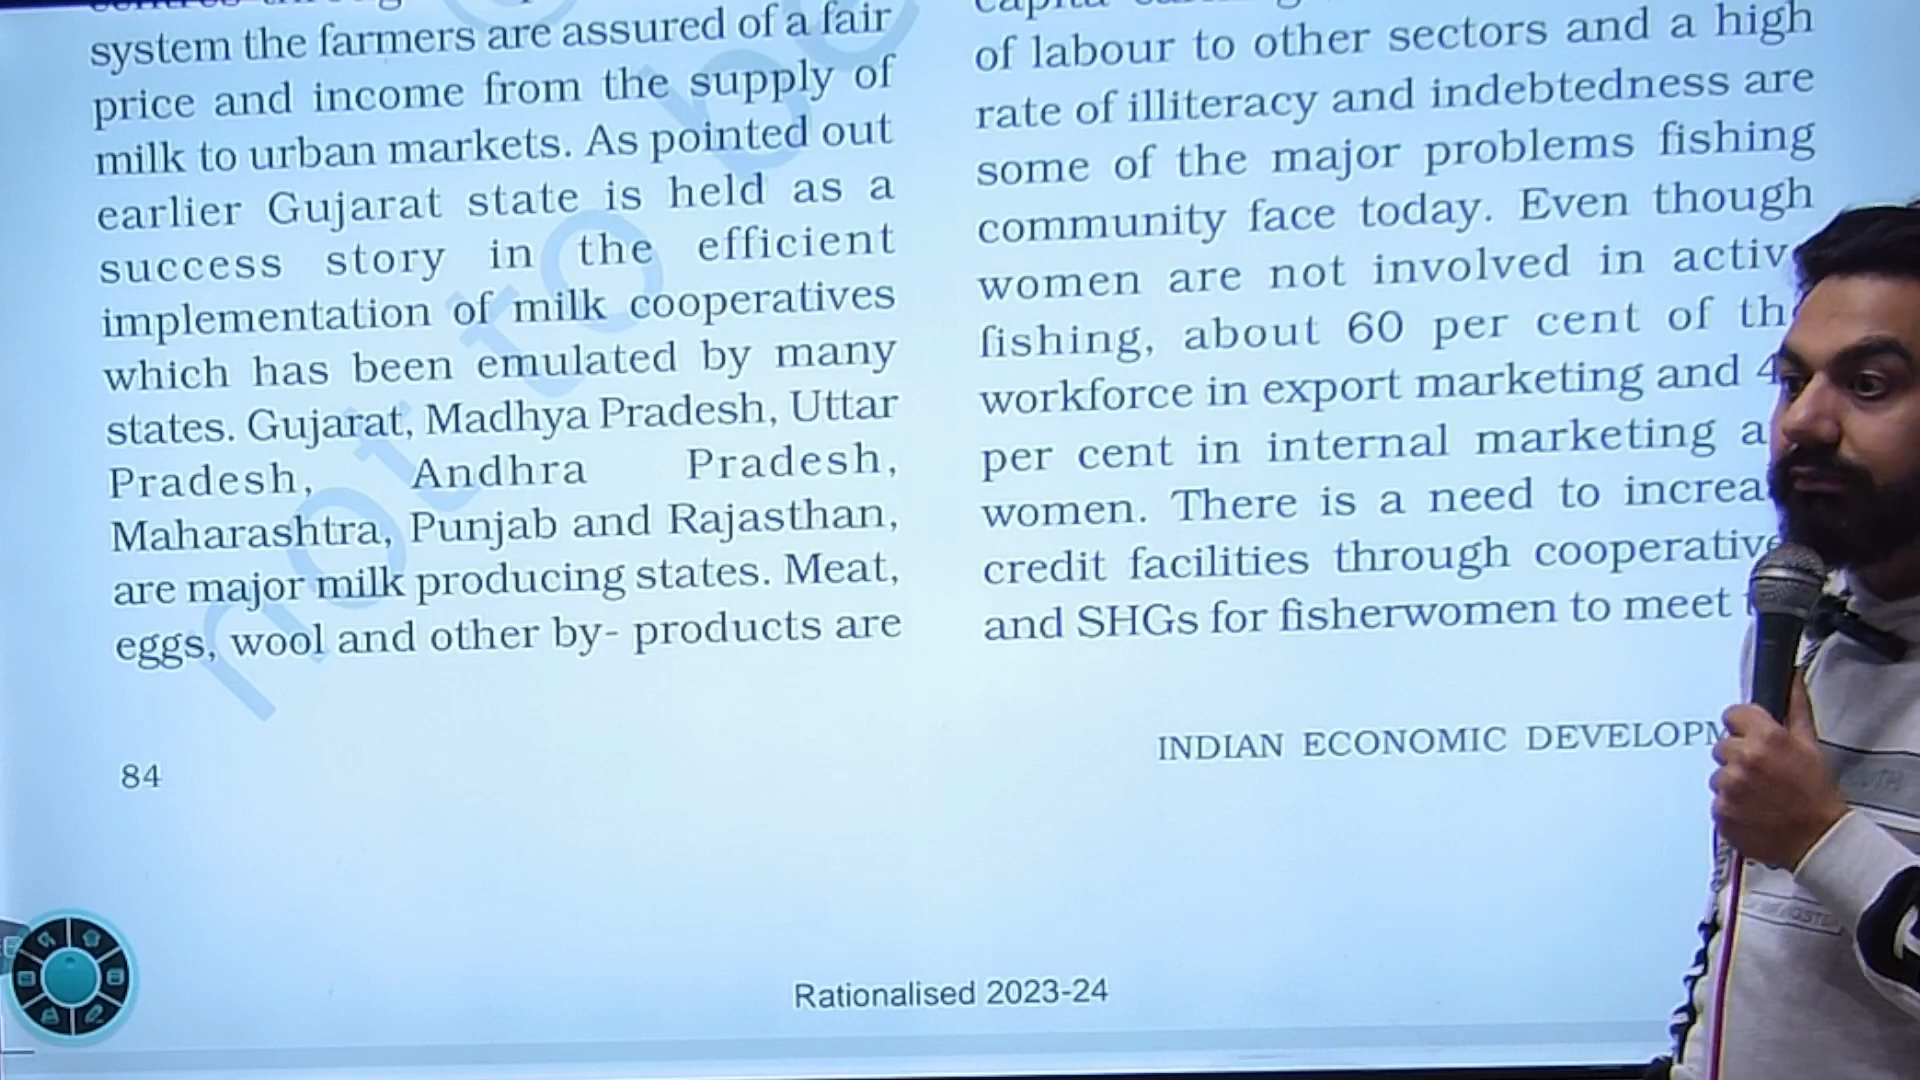 system the farmers are assured of a fair
price and income from the supply of
milk to urban markets. As pointed out
earlier Gujarat state is held as a
success story in the efficient
implementation of milk cooperatives
which has been emulated by many
states. Gujarat, Madhya Pradesh, Uttar
Pradesh, Andhra Pradesh,
Maharashtra, Punjab and Rajasthan,
are major milk producing states. Meat,
eggs, wool and other by- products are
of labour to other sectors and a high
rate of illiteracy and indebtedness are
some of the major problems fishing
community face today. Even though
women are not involved in activ
fishing, about 60 per cent of th
workforce in export marketing and 4
per cent in internal marketing a
women. There is a need to increa
credit facilities through cooperative
and SHGs for fisherwomen to meet
84
INDIAN ECONOMIC DEVELOPM
Rationalised 2023-24
not to be